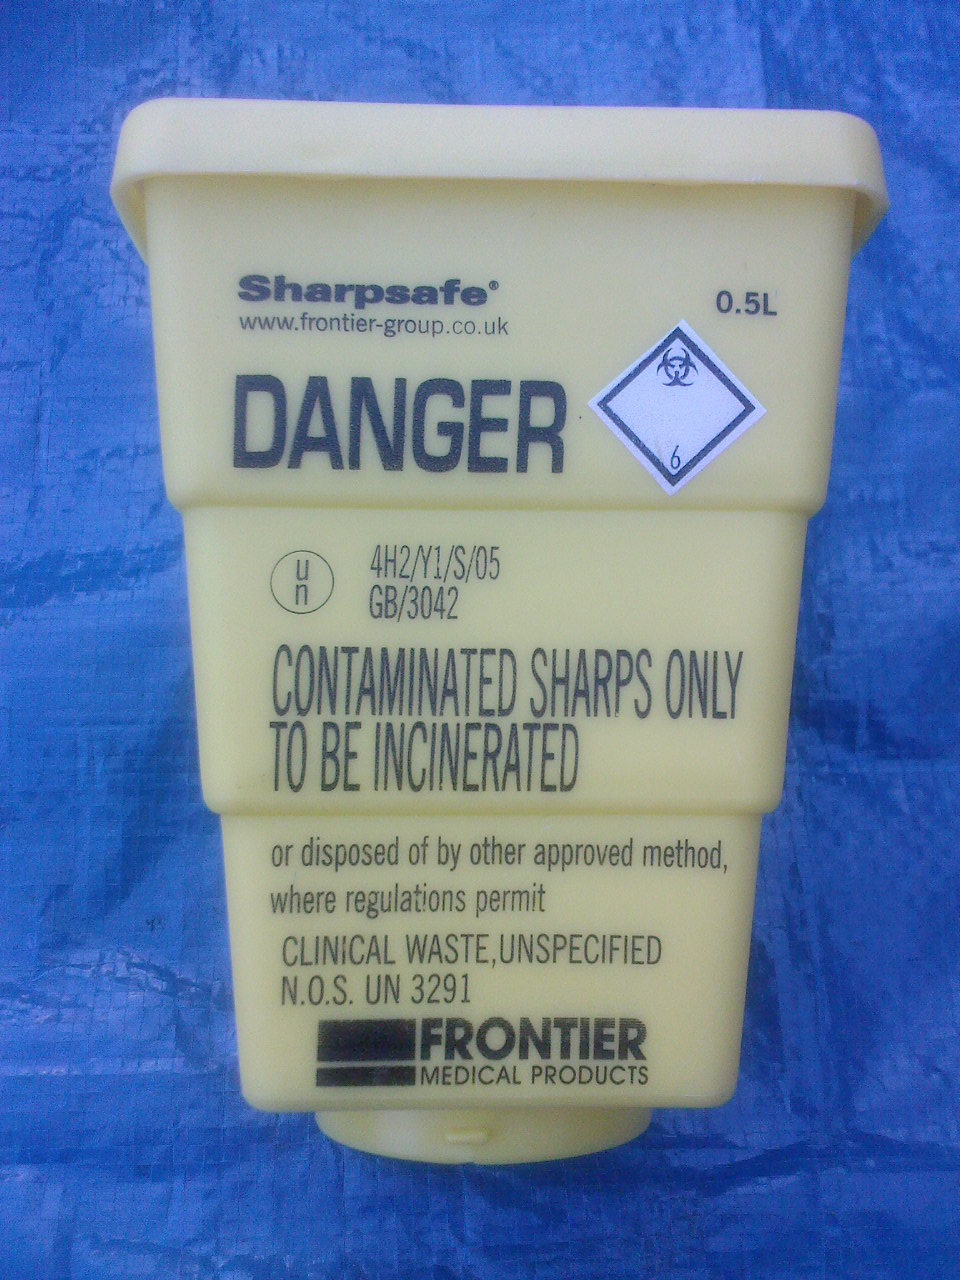 Sharpsafe®
www.frontier-group.co.uk
0.5L
DANGER
6
un
4H2/Y1/S/05
GB/3042
CONTAMINATED SHARPS ONLY
TO BE INCINERATED
or disposed of by other approved method,
where regulations permit
CLINICAL WASTE,UNSPECIFIED
N.O.S. UN 3291
FRONTIER
MEDICAL PRODUCTS